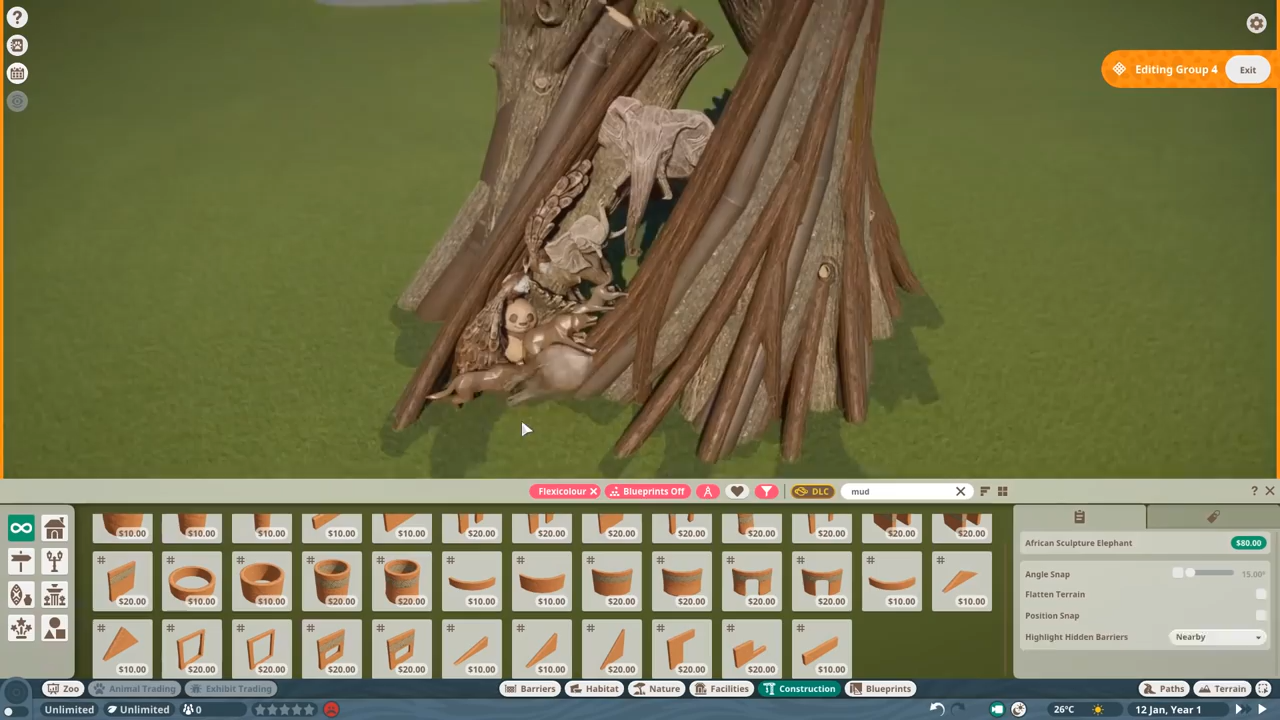 ?
Editing Group 4 Exit
Flexicolour ✕ Blueprints Off DLC mud ✕ ? ✕
$10.00 $10.00 $10.00 $10.00 $10.00 $20.00 $20.00 $20.00 $20.00 $20.00 $20.00 $20.00 $20.00
$20.00 $10.00 $10.00 $20.00 $20.00 $10.00 $10.00 $20.00 $20.00 $20.00 $20.00 $10.00 $10.00
$10.00 $20.00 $20.00 $20.00 $20.00 $10.00 $20.00 $20.00 $20.00 $20.00 $10.00
African Sculpture Elephant $80.00
Angle Snap 15.00°
Flatten Terrain
Position Snap
Highlight Hidden Barriers Nearby
Zoo Animal Trading Exhibit Trading Barriers Habitat Nature Facilities Construction Blueprints Paths Terrain
Unlimited Unlimited 0 26°C 12 Jan, Year 1